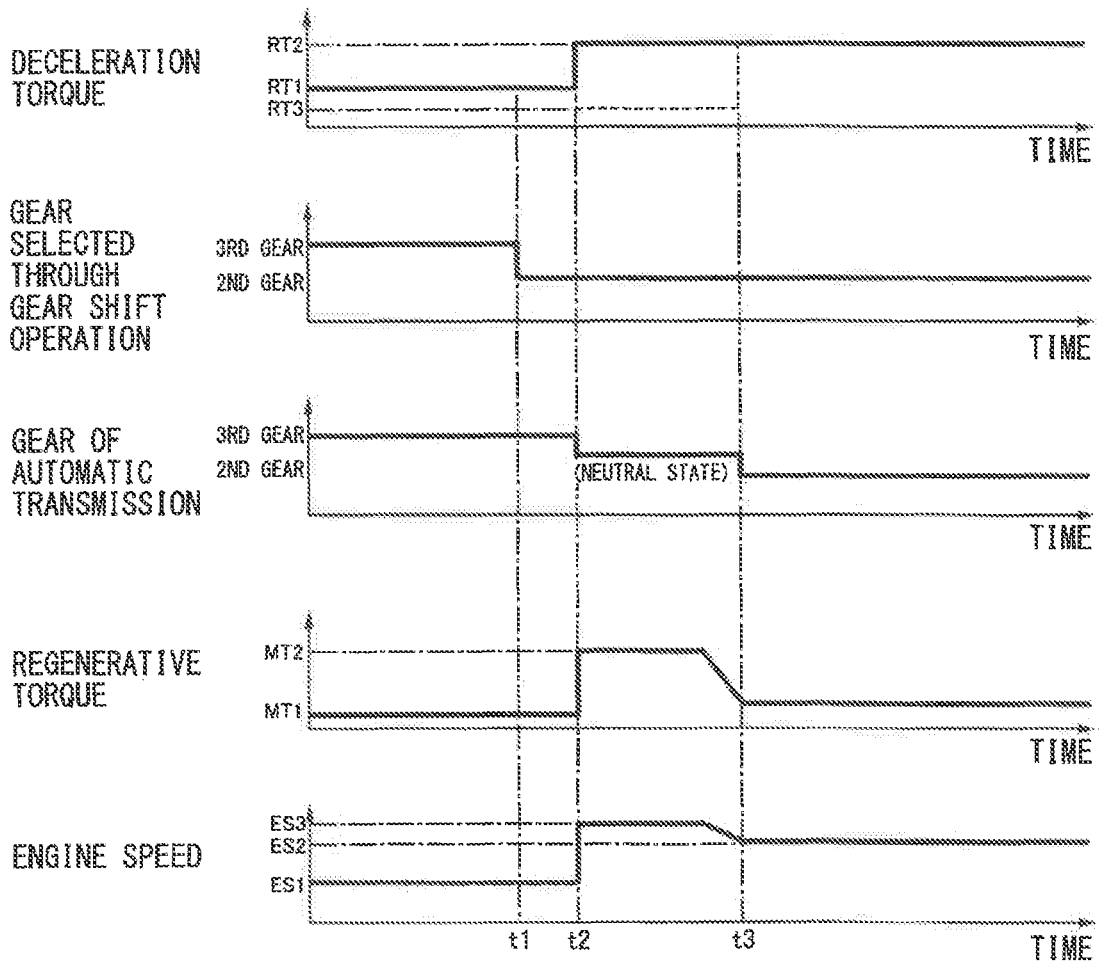 DECELERATION
TORQUE
RT2
RT1
RT3
TIME
GEAR
SELECTED
THROUGH
GEAR SHIFT
OPERATION
3RD GEAR
2ND GEAR
TIME
GEAR OF
AUTOMATIC
TRANSMISSION
3RD GEAR
2ND GEAR
(NEUTRAL STATE)
TIME
REGENERATIVE
TORQUE
MT2
MT1
TIME
ENGINE SPEED
ES3
ES2
ES1
t1
t2
t3
TIME